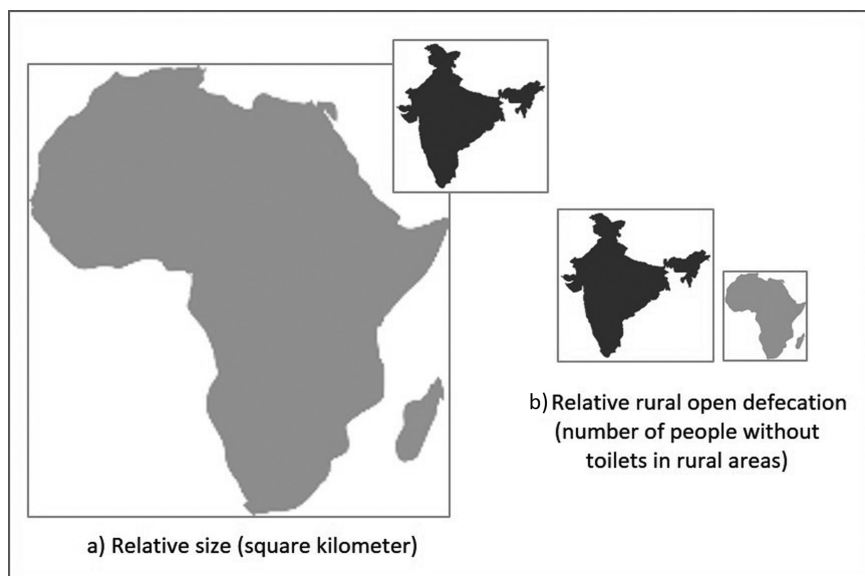 b) Relative rural open defecation
(number of people without
toilets in rural areas)
a) Relative size (square kilometer)